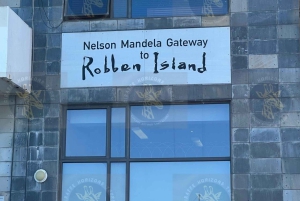 Nelson Mandela Gateway
to
Robben Island